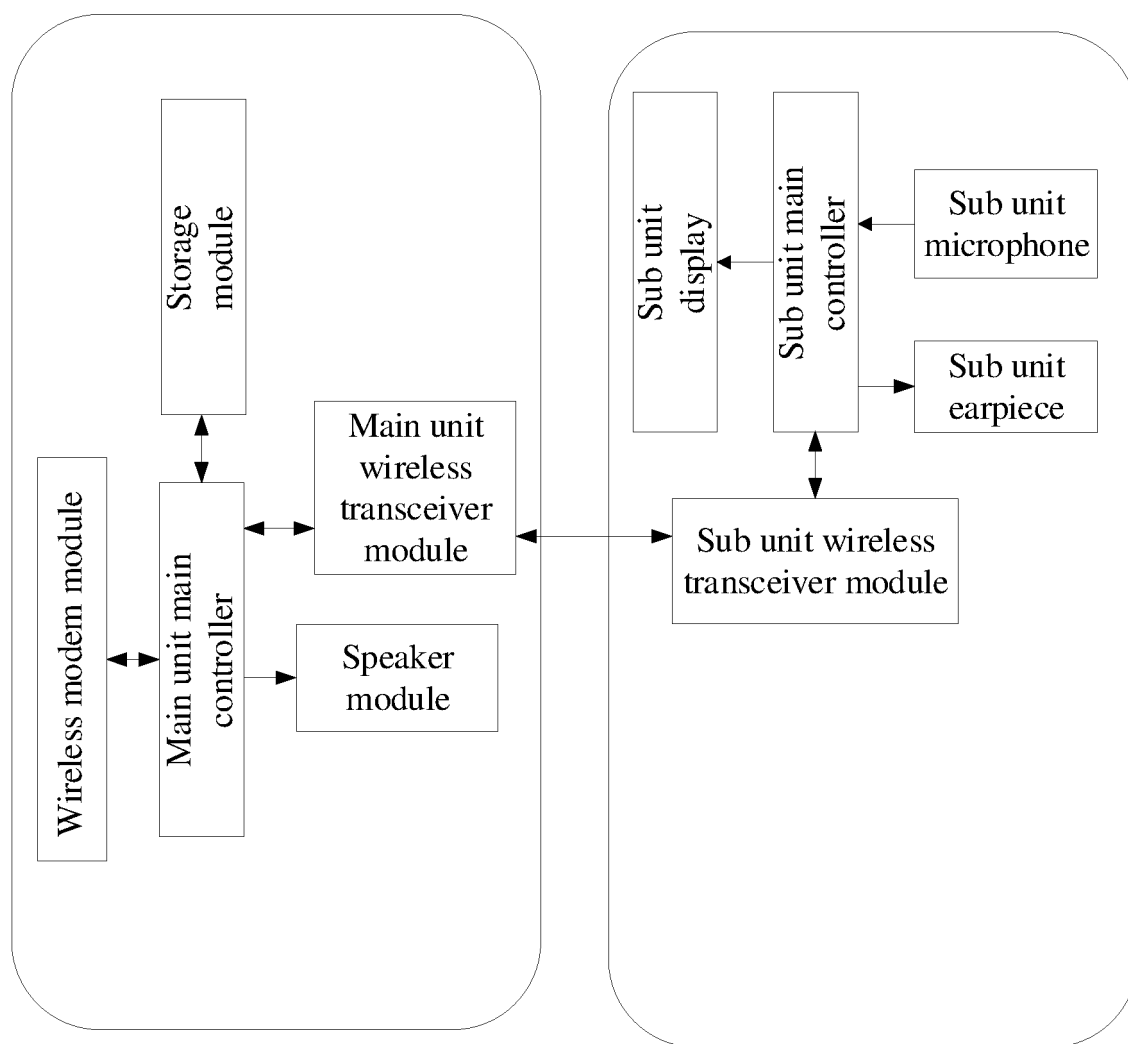 Storage
module
Main unit
wireless
transceiver
module
Wireless modem module
Main unit main
controller
Speaker
module
Sub unit
display
Sub unit main
controller
Sub unit
microphone
Sub unit
earpiece
Sub unit wireless
transceiver module